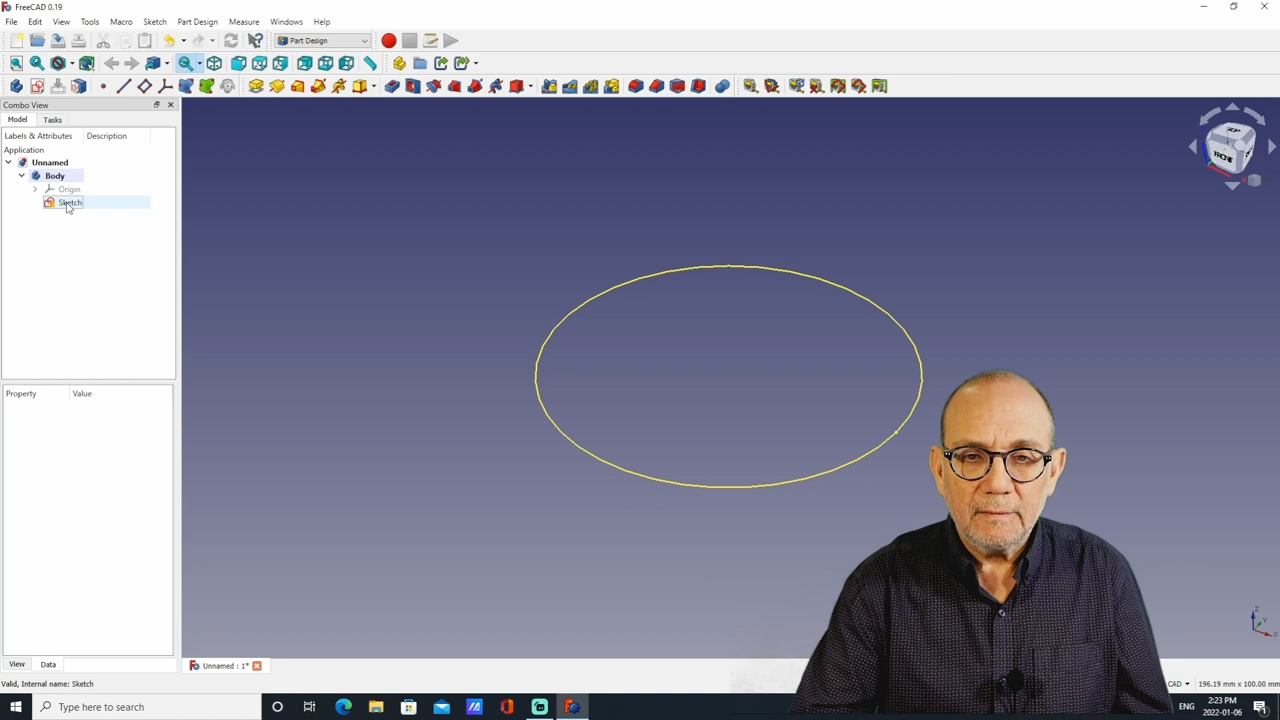 FreeCAD 0.19
File Edit View Tools Macro Sketch Part Design Measure Windows Help
Part Design
Combo View
Model Tasks
Labels & Attributes Description
Application
Unnamed
Body
Origin
Sketch
FRONT
Property Value
View Data
Unnamed : 1*
Valid, Internal name: Sketch
CAD 196.19 mm x 100.00 mm
Type here to search
ENG
2:23 PM
2022-01-06